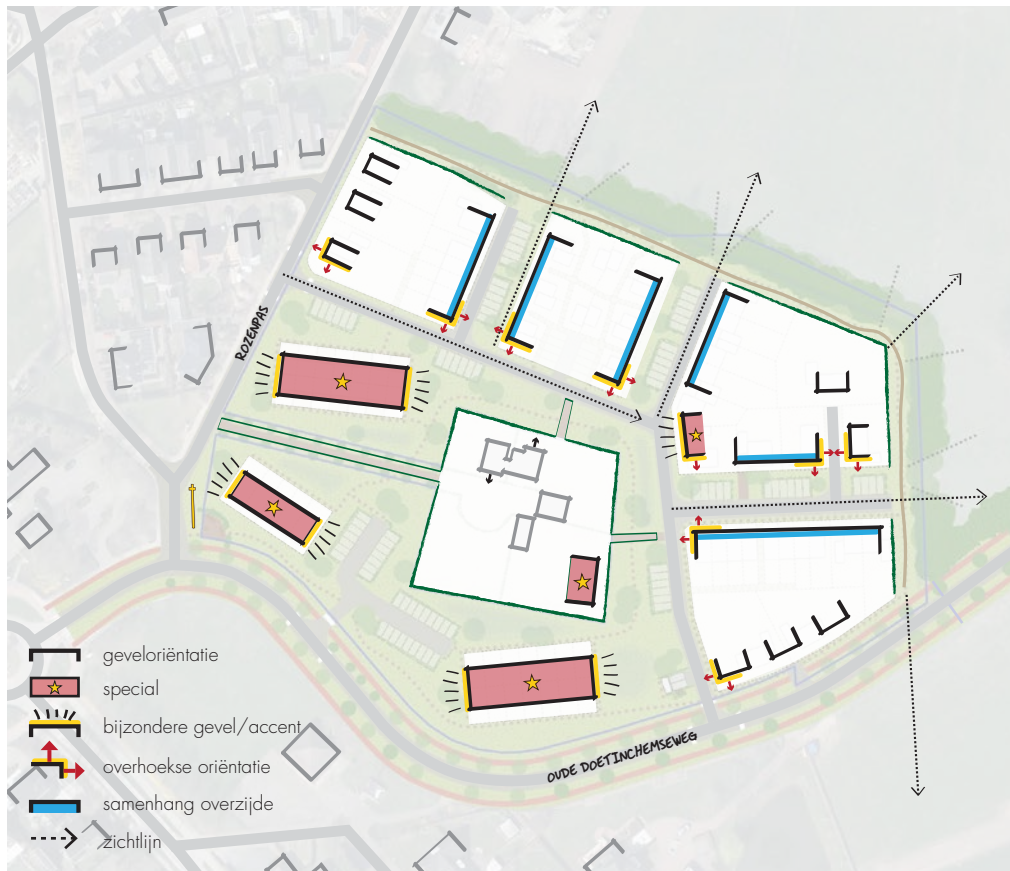 ROZENPAS
OUDE DOETINCHEMSEWEG
geveloriëntatie
special
bijzondere gevel/accent
overhoekse oriëntatie
samenhang overzijde
zichtlijn